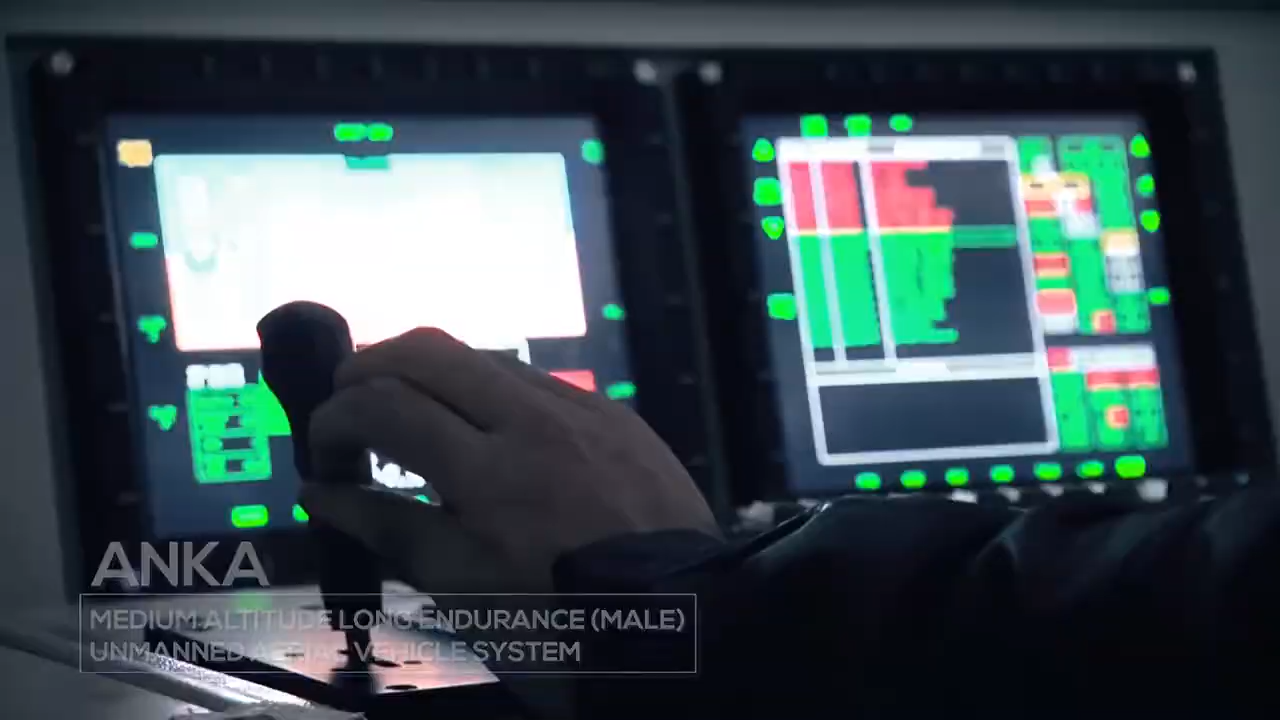 ANKA
MEDIUM ALTITUDE LONG ENDURANCE (MALE)
UNMANNED AERIAL VEHICLE SYSTEM